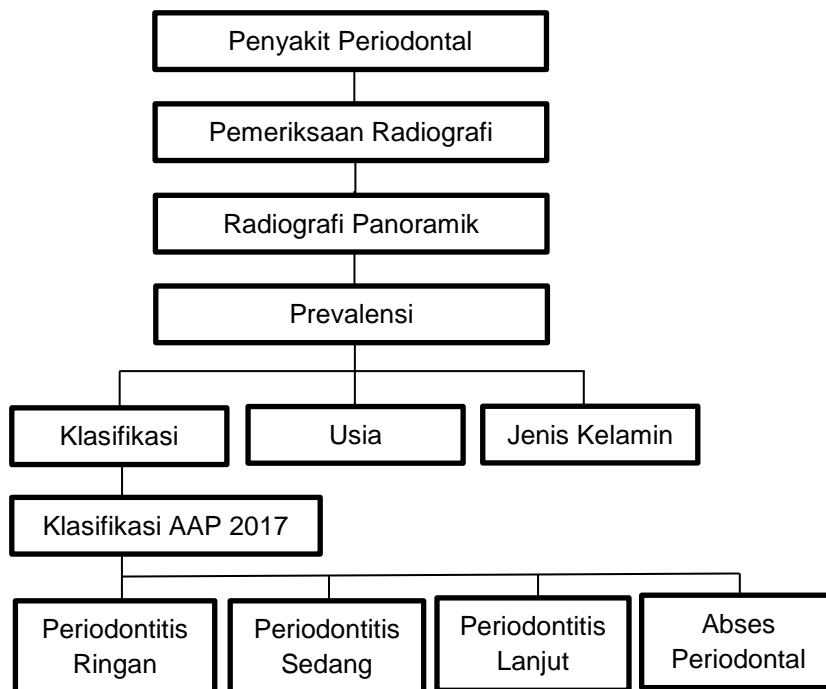 Penyakit Periodontal
Pemeriksaan Radiografi
Radiografi Panoramik
Prevalensi
Klasifikasi
Usia
Jenis Kelamin
Klasifikasi AAP 2017
Periodontitis
Ringan
Periodontitis
Sedang
Periodontitis
Lanjut
Abses
Periodontal